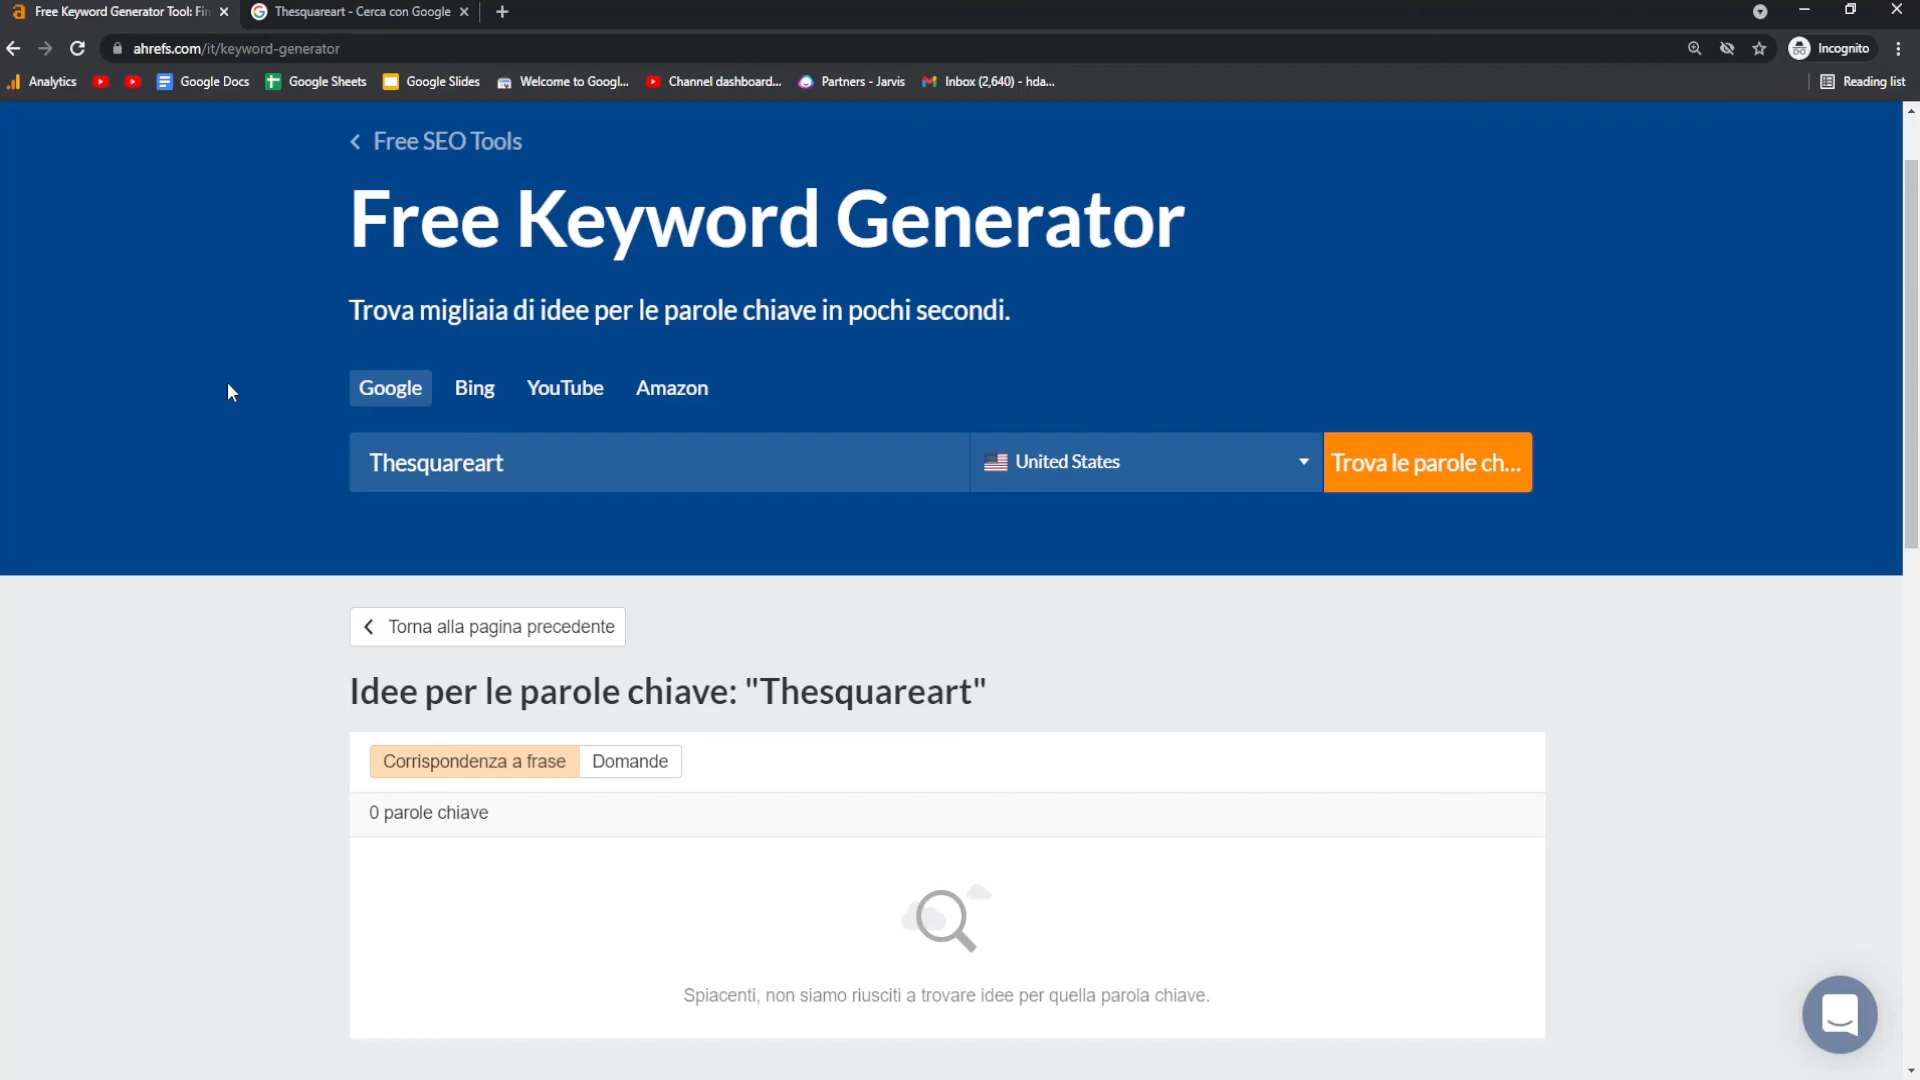 Free Keyword Generator Tool: Fi
Thesquareart - Cerca con Google
ahrefs.com/it/keyword-generator
Incognito
Analytics
Google Docs
Google Sheets
Google Slides
Welcome to Googl...
Channel dashboard...
Partners - Jarvis
Inbox (2,640) - hda...
Reading list
Free SEO Tools
Free Keyword Generator
Trova migliaia di idee per le parole chiave in pochi secondi.
Google Bing YouTube Amazon
Thesquareart
United States
Trova le parole ch...
Torna alla pagina precedente
Idee per le parole chiave: "Thesquareart"
Corrispondenza a frase
Domande
0 parole chiave
Spiacenti, non siamo riusciti a trovare idee per quella parola chiave.